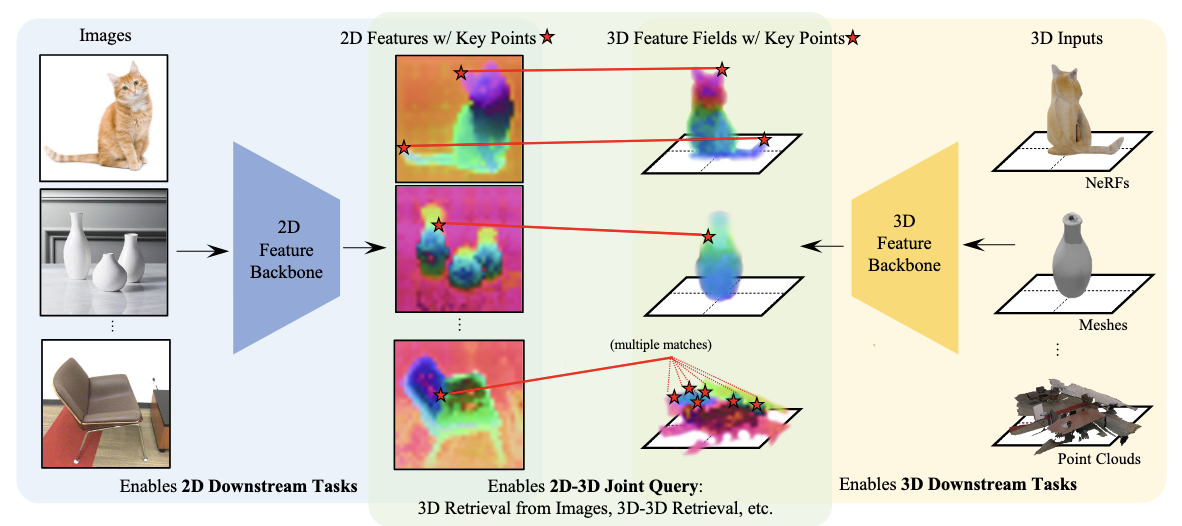 Images
2D Features w/ Key Points
3D Feature Fields w/ Key Points
3D Inputs
2D
Feature
Backbone
3D
Feature
Backbone
NeRFs
Meshes
...
...
...
(multiple matches)
Point Clouds
Enables 2D Downstream Tasks
Enables 2D-3D Joint Query:
3D Retrieval from Images, 3D-3D Retrieval, etc.
Enables 3D Downstream Tasks